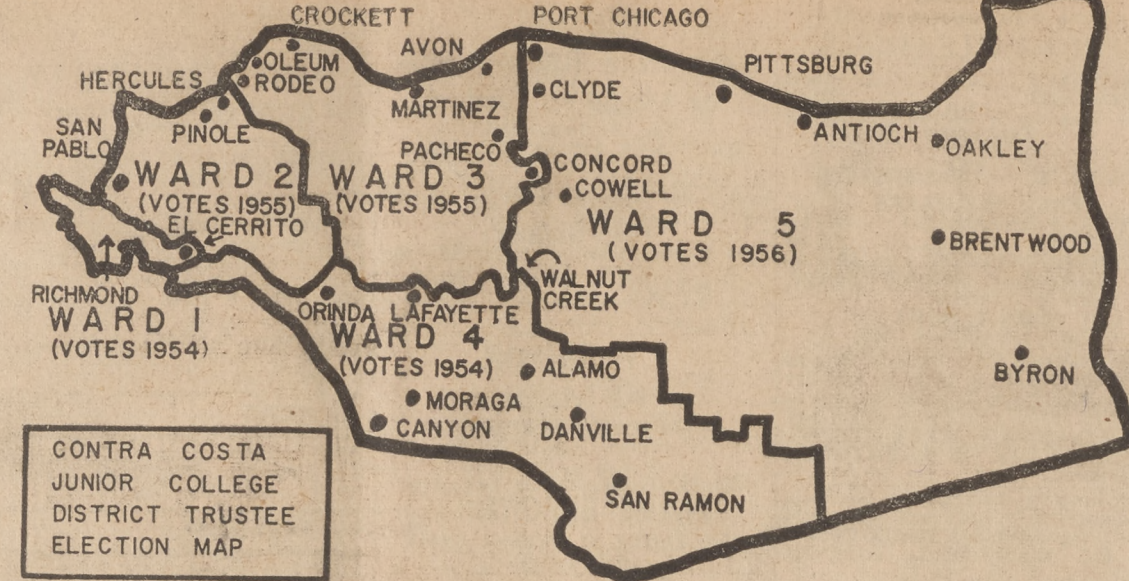 CROCKETT
PORT CHICAGO
AVON
OLEUM
HERCULES
RODEO
PITTSBURG
CLYDE
MARTINEZ
SAN
PABLO
PINOLE
ANTIOCH
OAKLEY
PACHECO
CONCORD
COWELL
WARD 2
(VOTES 1955)
WARD 3
(VOTES 1955)
EL CERRITO
WARD 5
(VOTES 1956)
BRENTWOOD
WALNUT
CREEK
RICHMOND
WARD 1
(VOTES 1954)
ORINDA
LAFAYETTE
WARD 4
(VOTES 1954)
ALAMO
BYRON
MORAGA
CANYON
DANVILLE
SAN RAMON
CONTRA COSTA
JUNIOR COLLEGE
DISTRICT TRUSTEE
ELECTION MAP